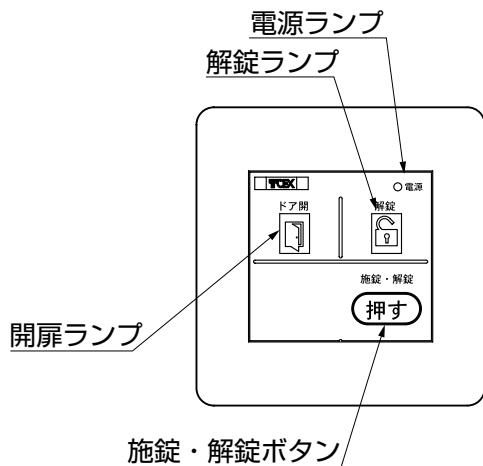 電源ランプ
解錠ランプ
TOEX
電源
ドア開
解錠
施錠・解錠
押す
開扉ランプ
施錠・解錠ボタン